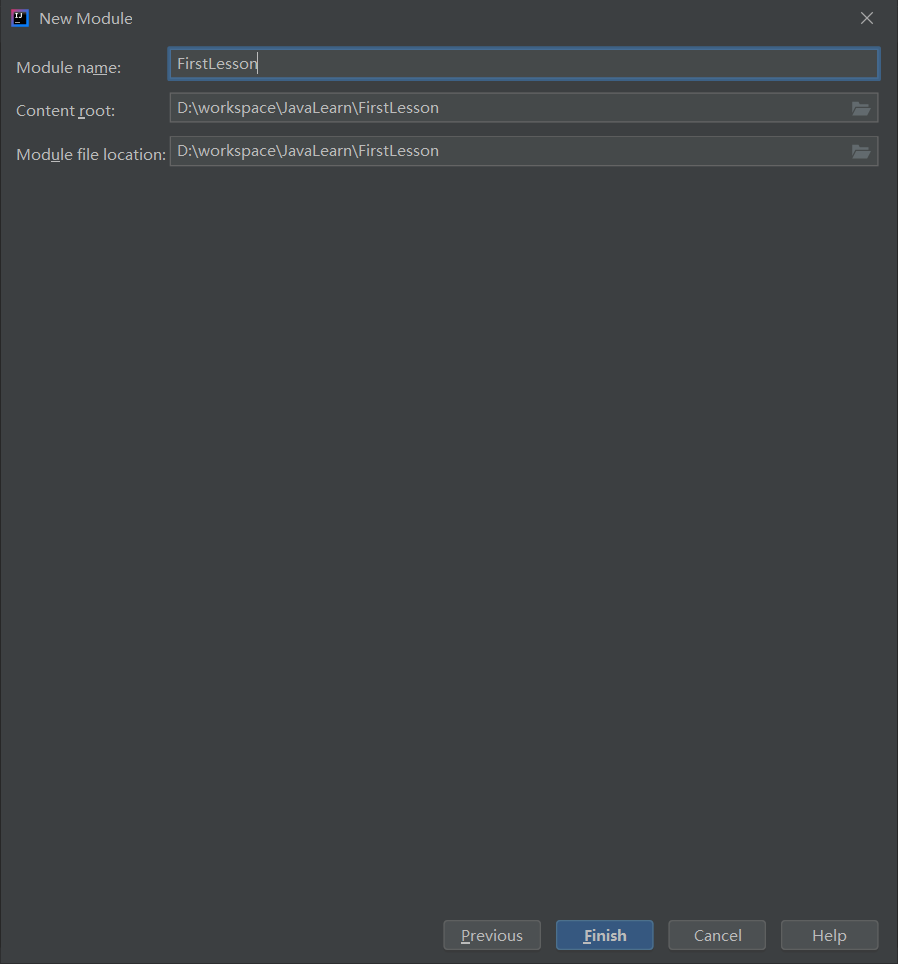 New Module
Module name: FirstLesson
Content root: D:\workspace\JavaLearn\FirstLesson
Module file location: D:\workspace\JavaLearn\FirstLesson
Previous Finish Cancel Help